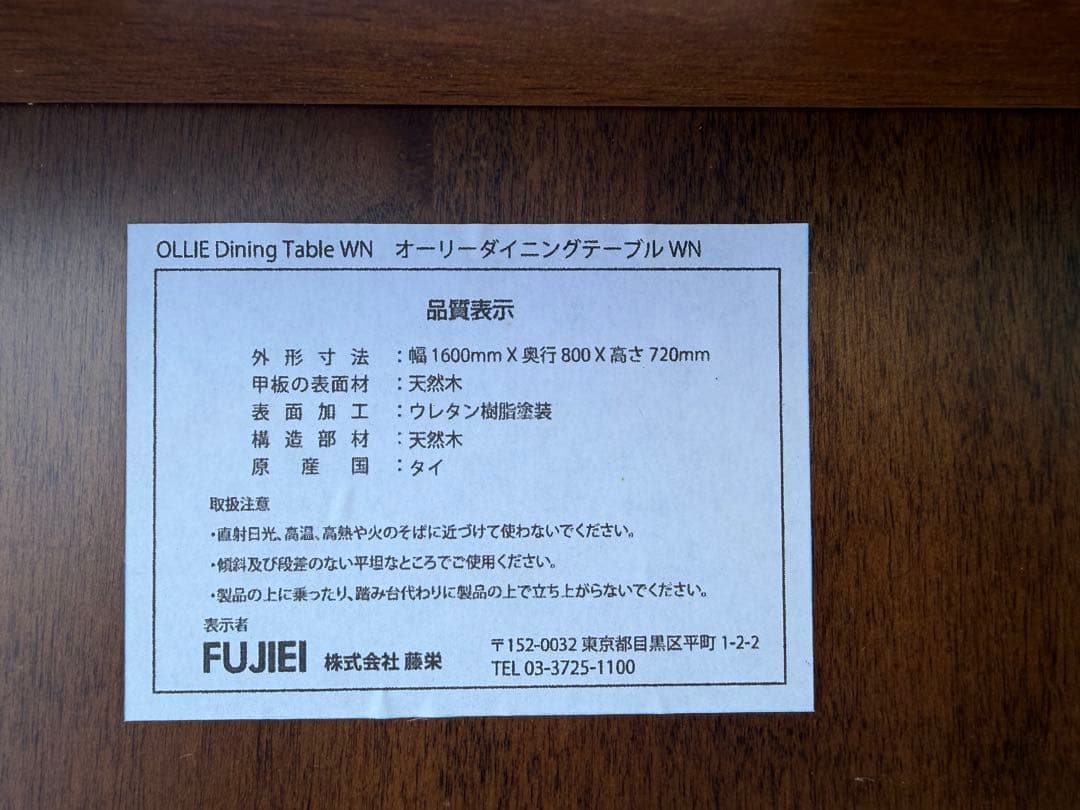 OLLIE Dining Table WN　オーリーダイニングテーブル WN
品質表示
外形寸法：幅 1600mm X 奥行 800 X 高さ 720mm
甲板の表面材：天然木
表面加工：ウレタン樹脂塗装
構造部材：天然木
原産国：タイ
取扱注意
・直射日光、高温、高熱や火のそばに近づけて使わないでください。
・傾斜及び段差のない平坦なところでご使用ください。
・製品の上に乗ったり、踏み台代わりに製品の上で立ち上がらないでください。
表示者
FUJIEI 株式会社 藤栄
〒152-0032 東京都目黒区平町 1-2-2
TEL 03-3725-1100